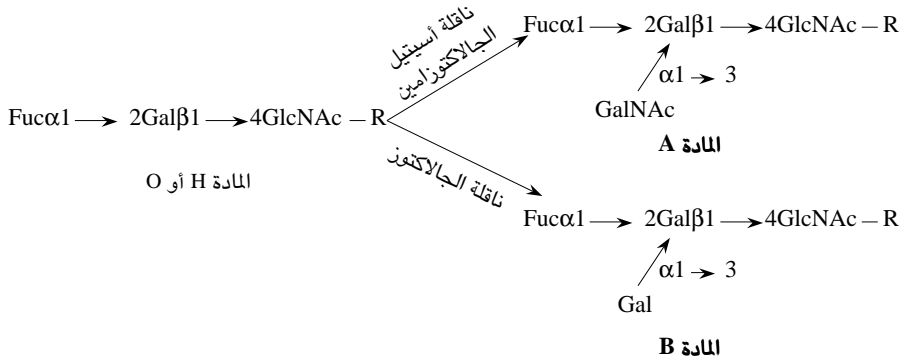 Fucα1 → 2Galβ1 → 4GlcNAc – R
α1 → 3
GalNAc
المادة A
ناقلة أسيتيل
الجالاكتوزامين
Fucα1 → 2Galβ1 → 4GlcNAc – R
المادة H أو O
ناقلة الجالاكتوز
Fucα1 → 2Galβ1 → 4GlcNAc – R
α1 → 3
Gal
المادة B